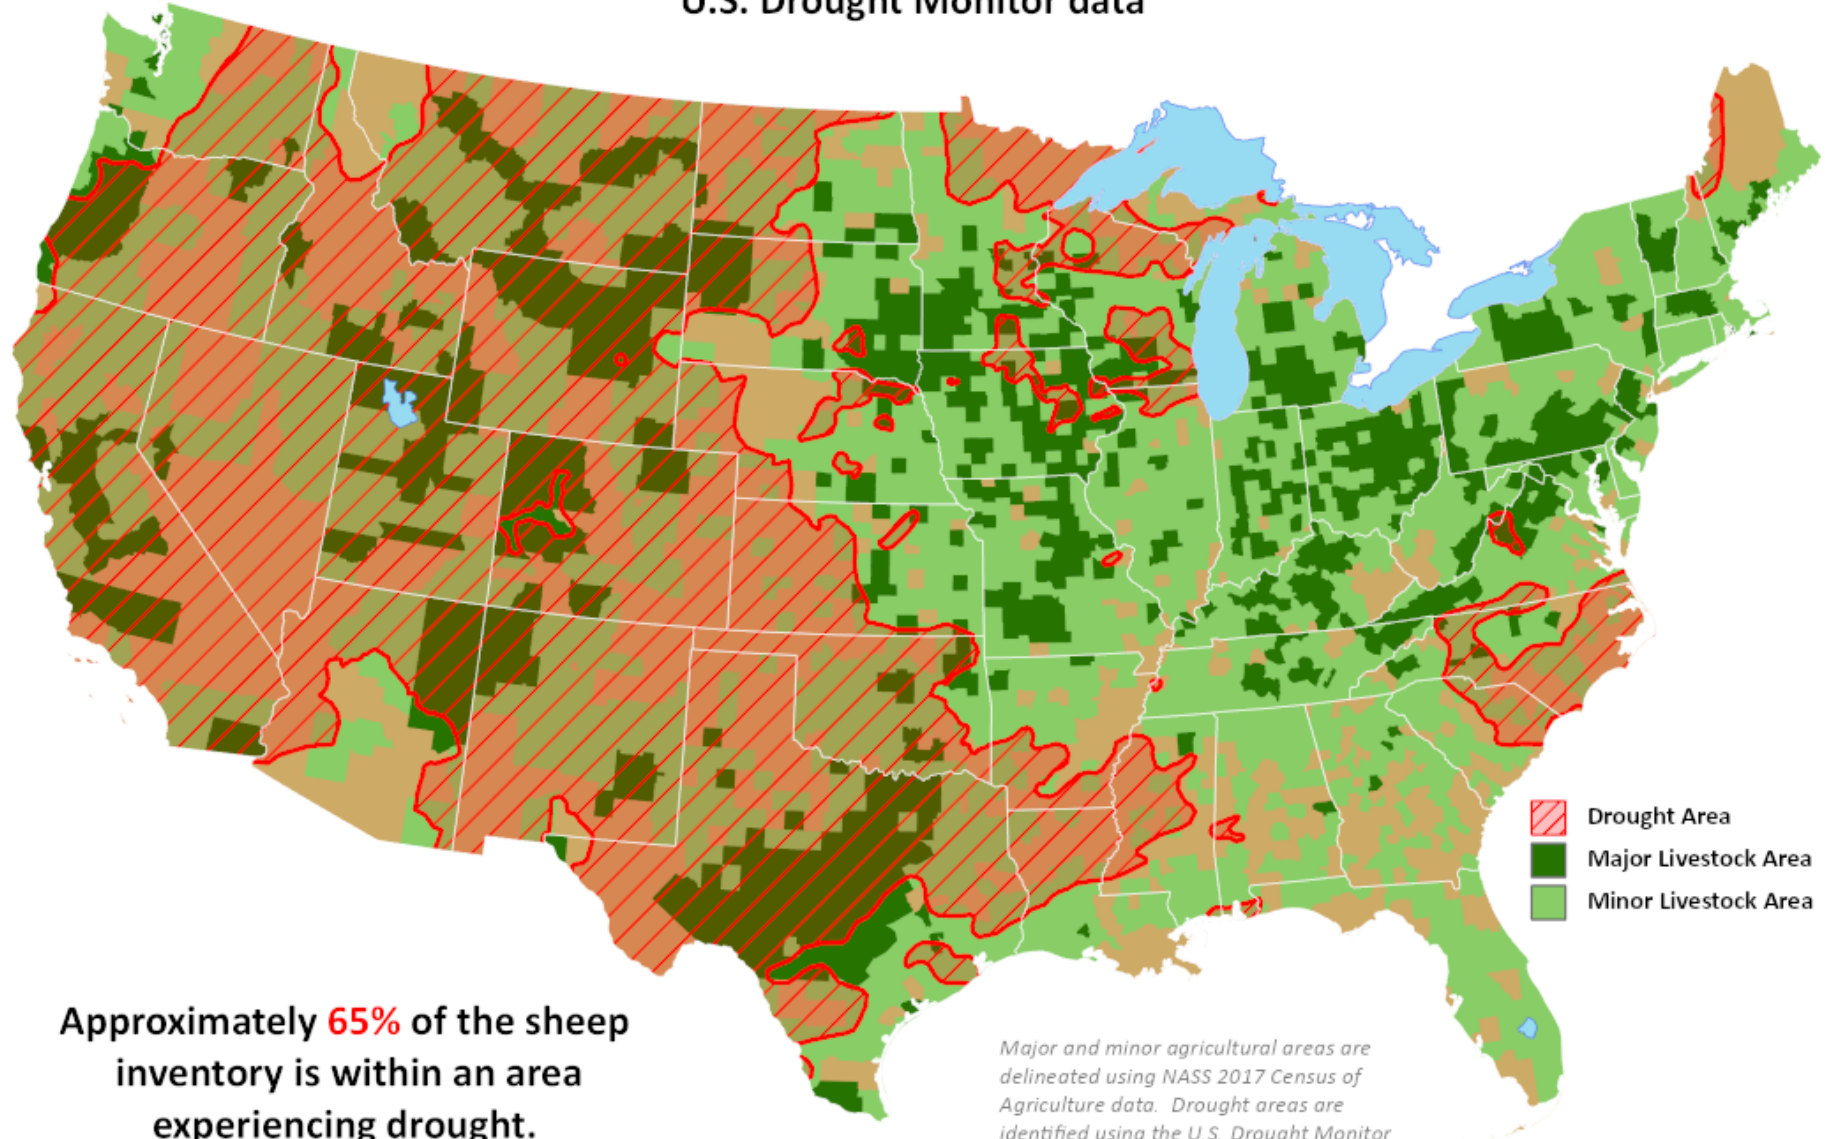 U.S. Drought Monitor data
Drought Area
Major Livestock Area
Minor Livestock Area
Approximately 65% of the sheep
inventory is within an area
experiencing drought.
Major and minor agricultural areas are
delineated using NASS 2017 Census of
Agriculture data.  Drought areas are
identified using the U.S. Drought Monitor